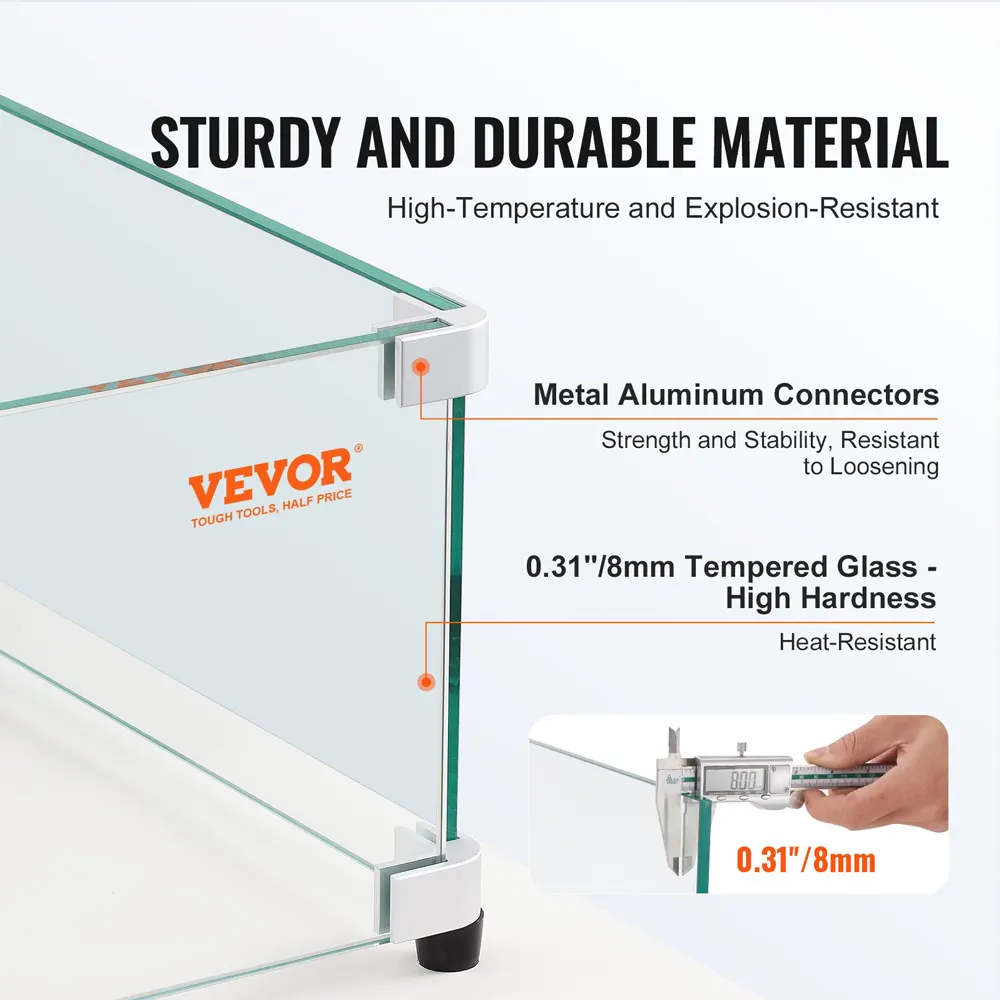 STURDY AND DURABLE MATERIAL
High-Temperature and Explosion-Resistant
Metal Aluminum Connectors
Strength and Stability, Resistant
to Loosening
VEVOR®
TOUGH TOOLS, HALF PRICE
0.31"/8mm Tempered Glass -
High Hardness
Heat-Resistant
8.00
0.31"/8mm